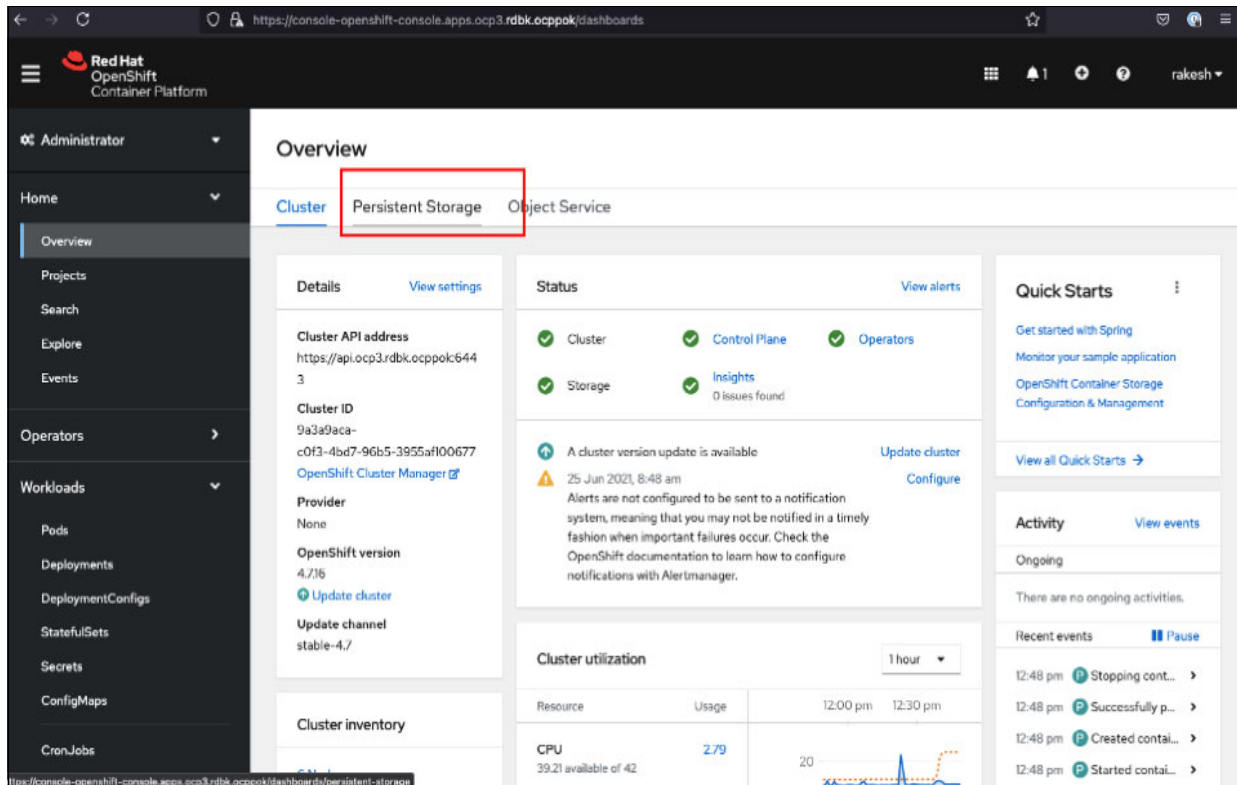 https://console-openshift-console.apps.ocp3.rdbk.ocppok/dashboards
Red Hat
OpenShift
Container Platform
1
rakesh
Administrator
Home
Overview
Projects
Search
Explore
Events
Operators
Workloads
Pods
Deployments
DeploymentConfigs
StatefulSets
Secrets
ConfigMaps
CronJobs
Overview
Cluster Persistent Storage Object Service
Details View settings
Cluster API address
https://api.ocp3.rdbk.ocppok:644
3
Cluster ID
9a3a9aca-
c0f3-4bd7-96b5-3955af100677
OpenShift Cluster Manager
Provider
None
OpenShift version
4.7.16
Update cluster
Update channel
stable-4.7
Cluster inventory
Status View alerts
Cluster Control Plane Operators
Storage Insights
0 issues found
A cluster version update is available Update cluster
25 Jun 2021, 8:48 am Configure
Alerts are not configured to be sent to a notification
system, meaning that you may not be notified in a timely
fashion when important failures occur. Check the
OpenShift documentation to learn how to configure
notifications with Alertmanager.
Cluster utilization 1 hour
Resource Usage 12:00 pm 12:30 pm
CPU 2.79
39.21 available of 42
20
Quick Starts
Get started with Spring
Monitor your sample application
OpenShift Container Storage
Configuration & Management
View all Quick Starts
Activity View events
Ongoing
There are no ongoing activities.
Recent events Pause
12:48 pm P Stopping cont...
12:48 pm P Successfully p...
12:48 pm P Created contai...
12:48 pm P Started contai...
ttps://console-openshift-console.apps.ocp3.rdbk.ocppok/dashboards/persistent-storage